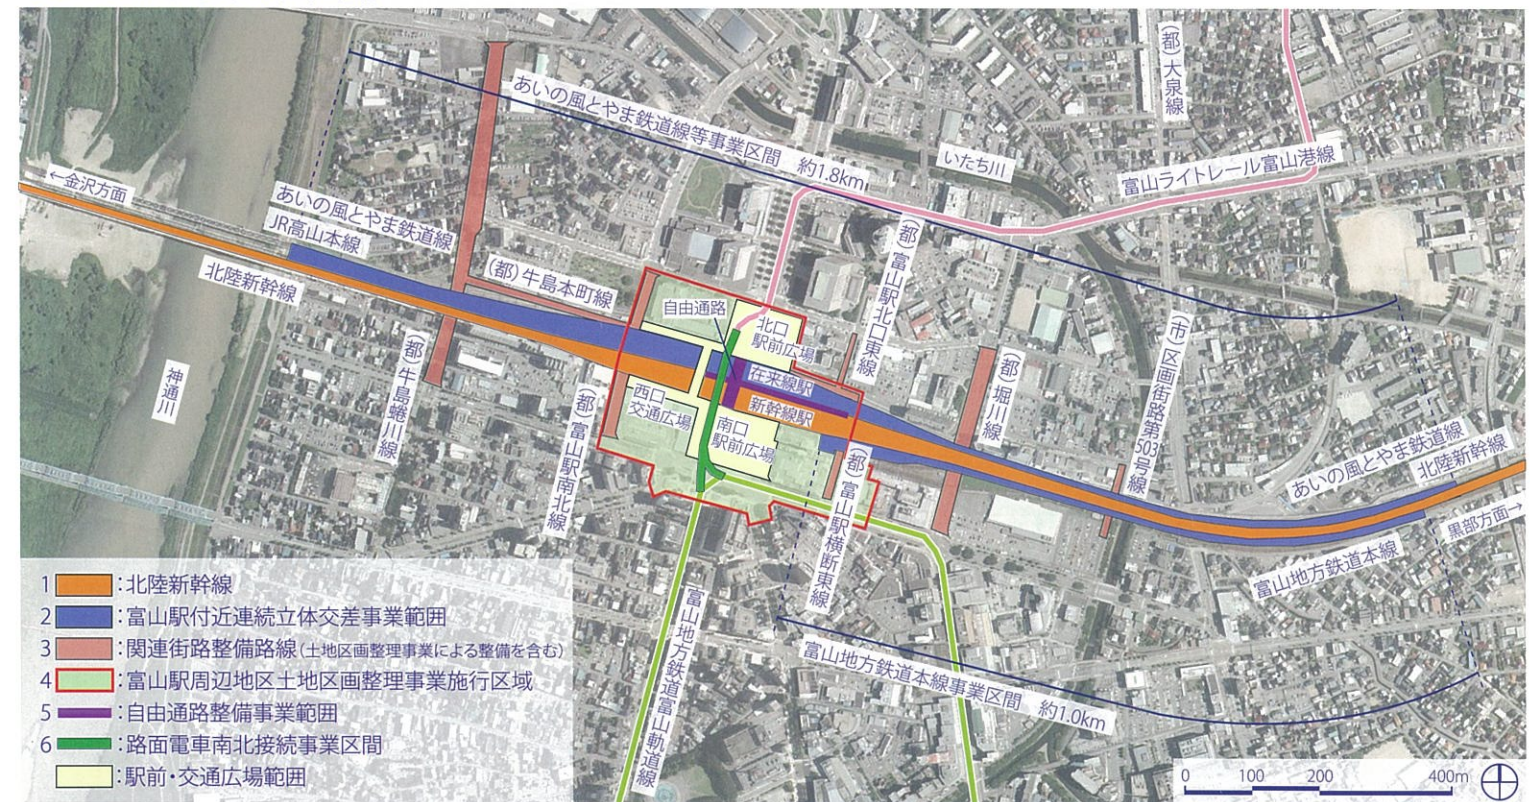 (都)大泉線
あいの風とやま鉄道線等事業区間 約1.8km
いたち川
富山ライトレール富山港線
←金沢方面
あいの風とやま鉄道線
JR高山本線
北陸新幹線
(都)牛島本町線
(都)富山駅北口東線
自由通路
北口
駅前広場
在来線駅
新幹線駅
西口
交通広場
南口
駅前広場
神通川
(都)牛島蜷川線
(都)富山駅南北線
(都)堀川線
(市)区画街路第503号線
(都)富山駅横断東線
あいの風とやま鉄道線
北陸新幹線
黒部方面→
富山地方鉄道本線
富山地方鉄道富山軌道線
富山地方鉄道本線事業区間 約1.0km
1 :北陸新幹線
2 :富山駅付近連続立体交差事業範囲
3 :関連街路整備路線(土地区画整理事業による整備を含む)
4 :富山駅周辺地区土地区画整理事業施行区域
5 :自由通路整備事業範囲
6 :路面電車南北接続事業区間
:駅前・交通広場範囲
0 100 200 400m